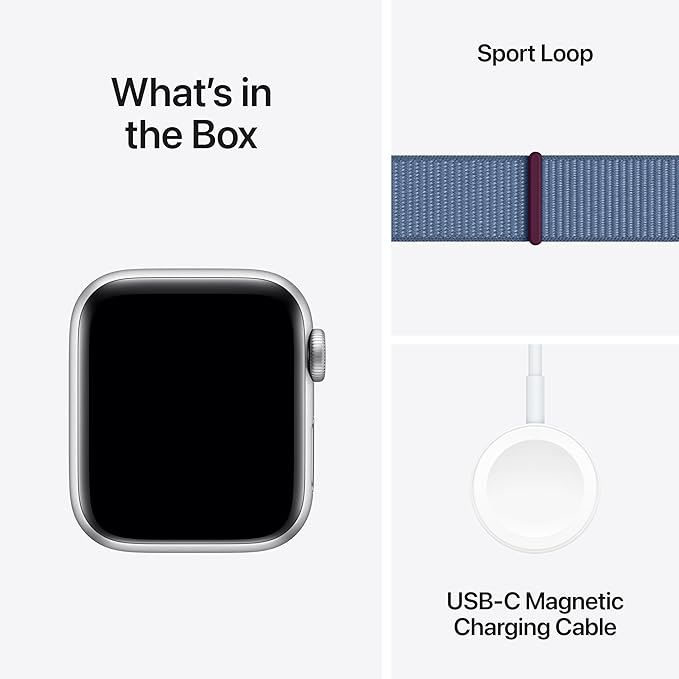 What’s in
the Box
Sport Loop
USB-C Magnetic
Charging Cable